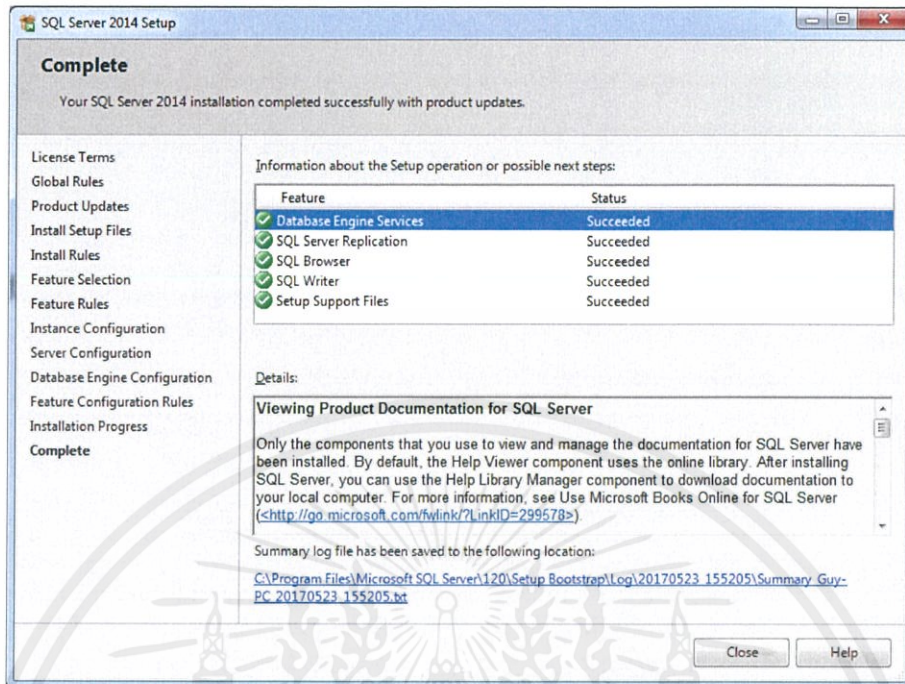 SQL Server 2014 Setup
Complete
Your SQL Server 2014 installation completed successfully with product updates.
License Terms
Global Rules
Product Updates
Install Setup Files
Install Rules
Feature Selection
Feature Rules
Instance Configuration
Server Configuration
Database Engine Configuration
Feature Configuration Rules
Installation Progress
Complete
Information about the Setup operation or possible next steps:
Feature Status
Database Engine Services Succeeded
SQL Server Replication Succeeded
SQL Browser Succeeded
SQL Writer Succeeded
Setup Support Files Succeeded
Details:
Viewing Product Documentation for SQL Server
Only the components that you use to view and manage the documentation for SQL Server have
been installed. By default, the Help Viewer component uses the online library. After installing
SQL Server, you can use the Help Library Manager component to download documentation to
your local computer. For more information, see Use Microsoft Books Online for SQL Server
(<http://go.microsoft.com/fwlink/?LinkID=299578>).
Summary log file has been saved to the following location:
C:\Program Files\Microsoft SQL Server\120\Setup Bootstrap\Log\20170523_155205\Summary_Guy-
PC_20170523_155205.txt
Close Help